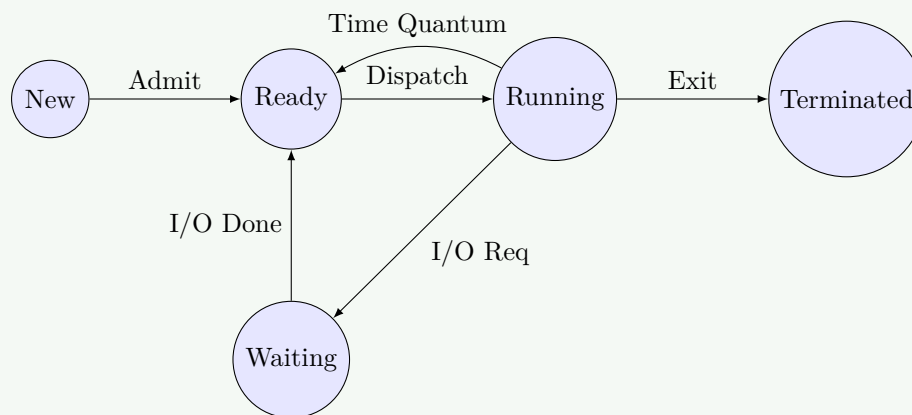 Time Quantum
New
Admit
Ready
Dispatch
Running
Exit
Terminated
I/O Done
I/O Req
Waiting